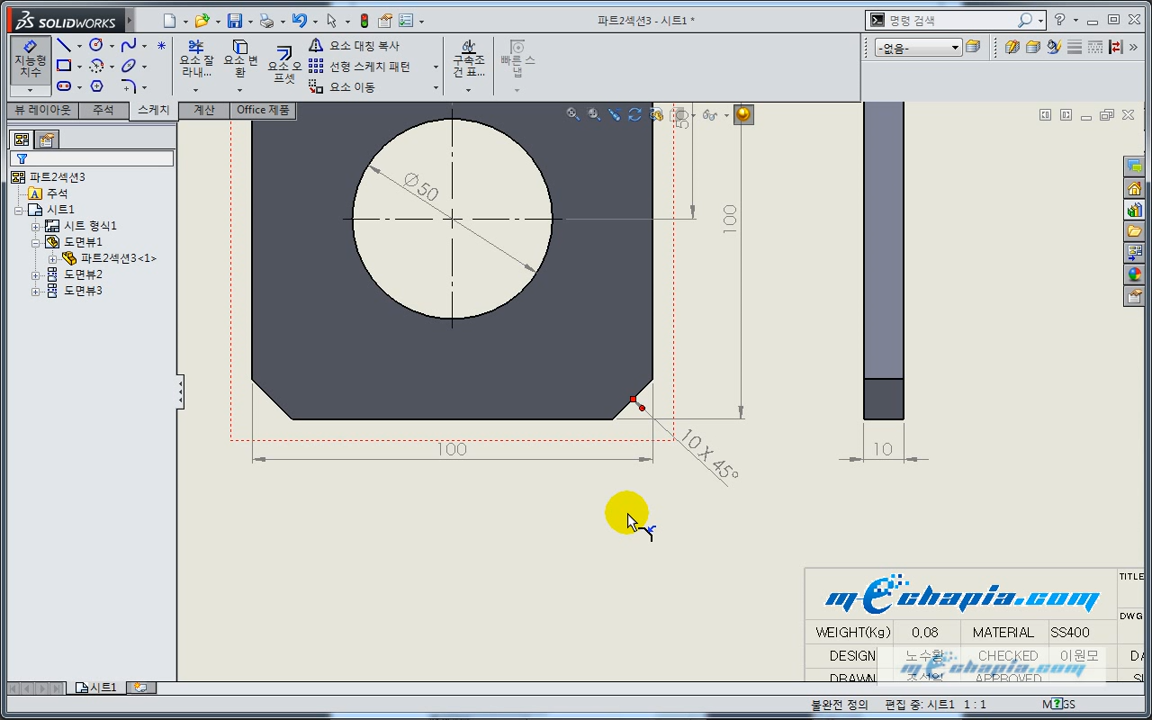 SOLIDWORKS
파트2섹션3 - 시트1 *
명령 검색
지능형 치수
요소 잘라내...
요소 변환
요소 오프셋
요소 대칭 복사
선형 스케치 패턴
요소 이동
구속조건 표...
빠른 스냅
-없음-
뷰 레이아웃 주석 스케치 계산 Office 제품
파트2섹션3
A 주석
시트1
시트 형식1
도면뷰1
파트2섹션3<1>
도면뷰2
도면뷰3
Ø50
100
10 X 45°
100
10
mEchapia.com
TITLE
DWG
WEIGHT(Kg) 0.08 MATERIAL SS400
DESIGN 노수황 CHECKED 이원모
DRAWN APPROVED
mEchapia.com
시트1
불완전 정의 편집 중: 시트1 1 : 1